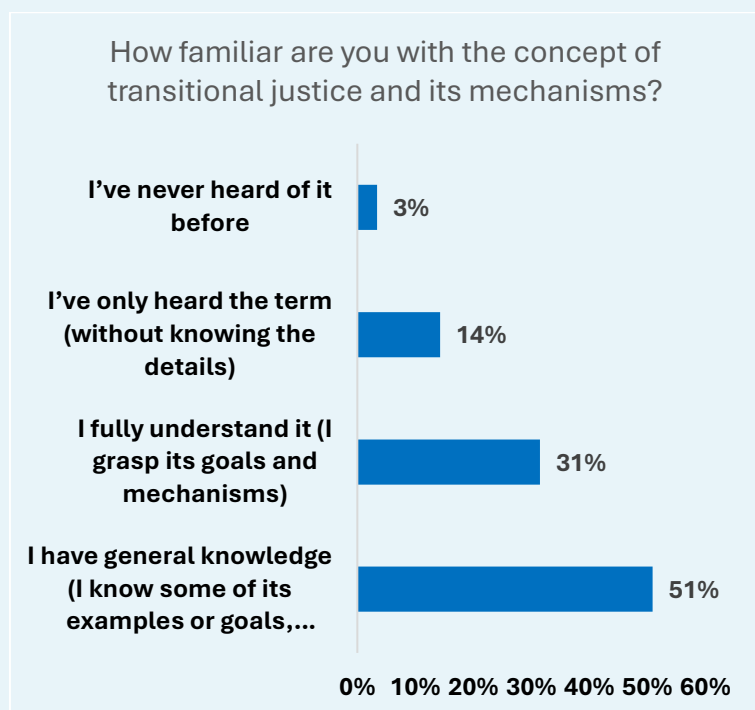 How familiar are you with the concept of
transitional justice and its mechanisms?
I've never heard of it
before
3%
I've only heard the term
(without knowing the
details)
14%
I fully understand it (I
grasp its goals and
mechanisms)
31%
I have general knowledge
(I know some of its
examples or goals,...
51%
0% 10% 20% 30% 40% 50% 60%